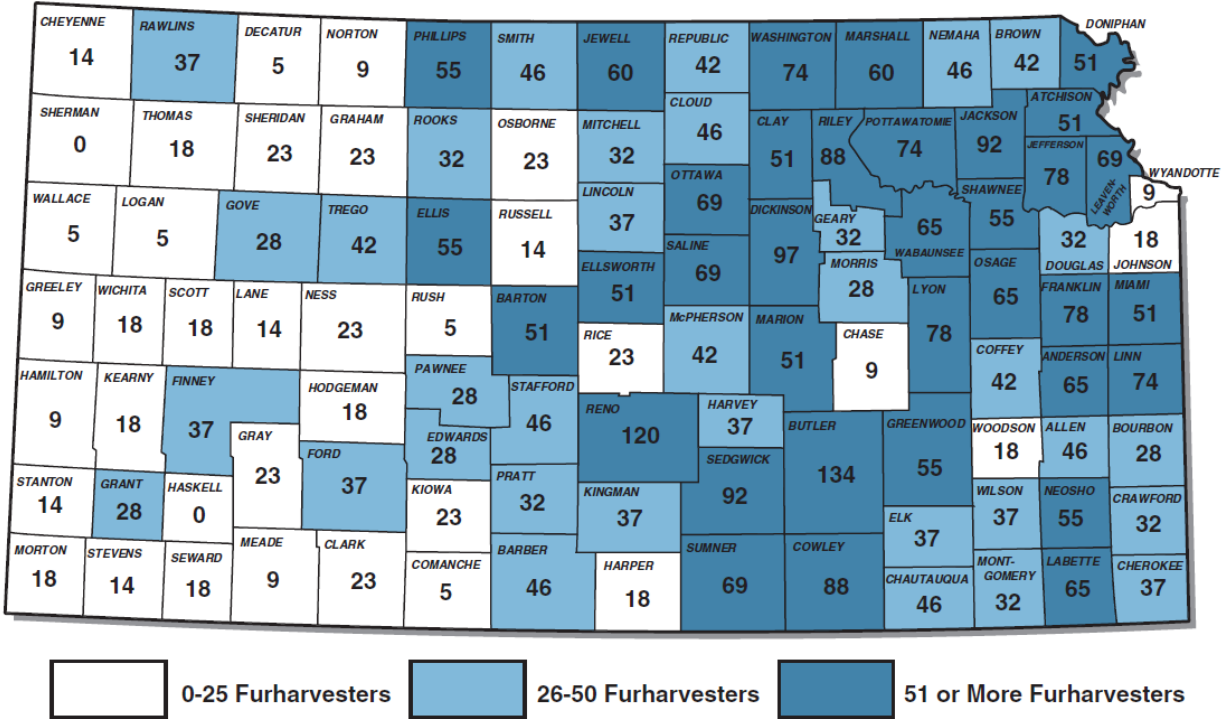 CHEYENNE
14
RAWLINS
37
DECATUR
5
NORTON
9
PHILLIPS
55
SMITH
46
JEWELL
60
REPUBLIC
42
WASHINGTON
74
MARSHALL
60
NEMAHA
46
BROWN
42
DONIPHAN
51
SHERMAN
0
THOMAS
18
SHERIDAN
23
GRAHAM
23
ROOKS
32
OSBORNE
23
MITCHELL
32
CLOUD
46
CLAY
51
RILEY
88
POTTAWATOMIE
74
JACKSON
92
ATCHISON
51
JEFFERSON
78
69
LEAVEN-
WORTH
WYANDOTTE
9
WALLACE
5
LOGAN
5
GOVE
28
TREGO
42
ELLIS
55
RUSSELL
14
LINCOLN
37
OTTAWA
69
DICKINSON
97
GEARY
32
65
WABAUNSEE
SHAWNEE
55
32
DOUGLAS
18
JOHNSON
GREELEY
9
WICHITA
18
SCOTT
18
LANE
14
NESS
23
RUSH
5
BARTON
51
ELLSWORTH
51
SALINE
69
MORRIS
28
LYON
78
OSAGE
65
FRANKLIN
78
MIAMI
51
RICE
23
McPHERSON
42
MARION
51
CHASE
9
COFFEY
42
ANDERSON
65
LINN
74
HAMILTON
9
KEARNY
18
FINNEY
37
HODGEMAN
18
PAWNEE
28
STAFFORD
46
GRAY
23
FORD
37
EDWARDS
28
RENO
120
HARVEY
37
BUTLER
134
GREENWOOD
55
WOODSON
18
ALLEN
46
BOURBON
28
STANTON
14
GRANT
28
HASKELL
0
KIOWA
23
PRATT
32
KINGMAN
37
SEDGWICK
92
ELK
37
WILSON
37
NEOSHO
55
CRAWFORD
32
MORTON
18
STEVENS
14
SEWARD
18
MEADE
9
CLARK
23
COMANCHE
5
BARBER
46
HARPER
18
SUMNER
69
COWLEY
88
CHAUTAUQUA
46
MONT-
GOMERY
32
LABETTE
65
CHEROKEE
37
0-25 Furharvesters
26-50 Furharvesters
51 or More Furharvesters